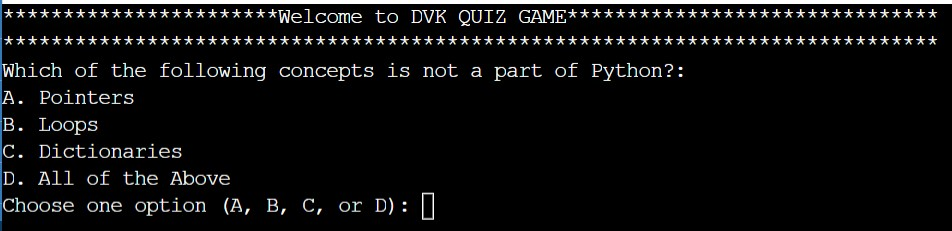 ***********************Welcome to DVK QUIZ GAME*******************************
******************************************************************************
Which of the following concepts is not a part of Python?:
A. Pointers
B. Loops
C. Dictionaries
D. All of the Above
Choose one option (A, B, C, or D):